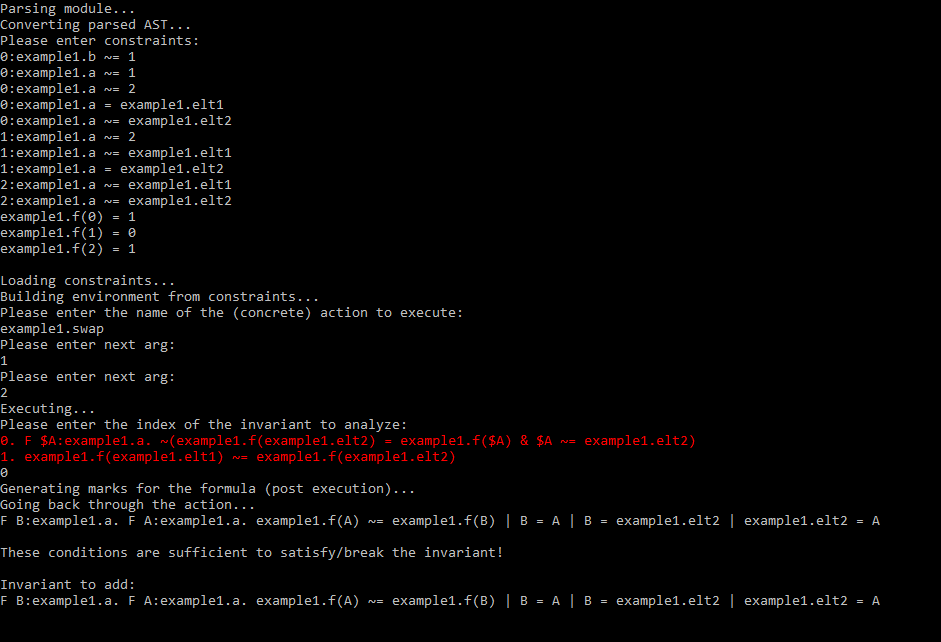 Parsing module...
Converting parsed AST...
Please enter constraints:
0:example1.b ~= 1
0:example1.a ~= 1
0:example1.a ~= 2
0:example1.a = example1.elt1
0:example1.a ~= example1.elt2
1:example1.a ~= 2
1:example1.a ~= example1.elt1
1:example1.a = example1.elt2
2:example1.a ~= example1.elt1
2:example1.a ~= example1.elt2
example1.f(0) = 1
example1.f(1) = 0
example1.f(2) = 1
Loading constraints...
Building environment from constraints...
Please enter the name of the (concrete) action to execute:
example1.swap
Please enter next arg:
1
Please enter next arg:
2
Executing...
Please enter the index of the invariant to analyze:
0. F $A:example1.a. ~(example1.f(example1.elt2) = example1.f($A) & $A ~= example1.elt2)
1. example1.f(example1.elt1) ~= example1.f(example1.elt2)
0
Generating marks for the formula (post execution)...
Going back through the action...
F B:example1.a. F A:example1.a. example1.f(A) ~= example1.f(B) | B = A | B = example1.elt2 | example1.elt2 = A
These conditions are sufficient to satisfy/break the invariant!
Invariant to add:
F B:example1.a. F A:example1.a. example1.f(A) ~= example1.f(B) | B = A | B = example1.elt2 | example1.elt2 = A